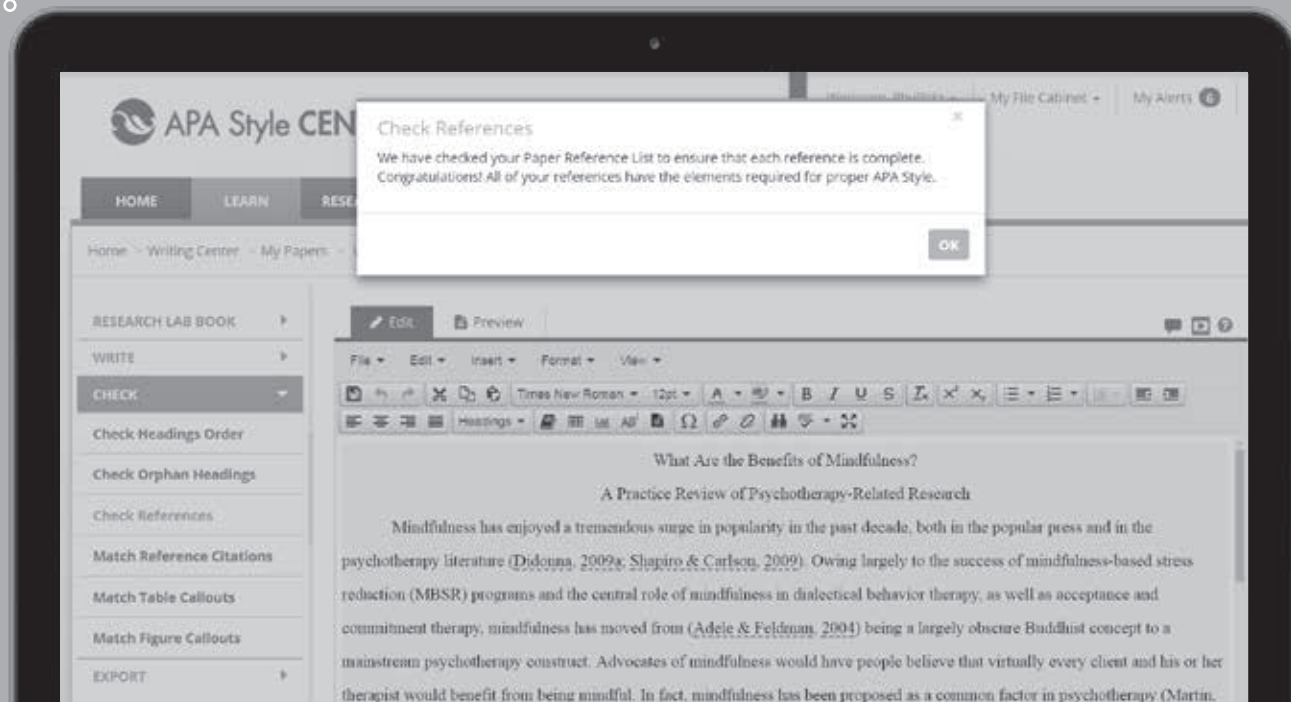 APA Style CEN
My File Cabinet
My Alerts 6
Check References
×
We have checked your Paper Reference List to ensure that each reference is complete.
Congratulations! All of your references have the elements required for proper APA Style.
OK
HOME
LEARN
RESE
Home - Writing Center - My Papers -
RESEARCH LAB BOOK
WRITE
CHECK
Check Headings Order
Check Orphan Headings
Check References
Match Reference Citations
Match Table Callouts
Match Figure Callouts
EXPORT
Edit
Preview
File Edit Insert Format View
Times New Roman 12pt A B I U S
Headings Ω
What Are the Benefits of Mindfulness?
A Practice Review of Psychotherapy-Related Research
Mindfulness has enjoyed a tremendous surge in popularity in the past decade, both in the popular press and in the
psychotherapy literature (Didonna, 2009a; Shapiro & Carlson, 2009). Owing largely to the success of mindfulness-based stress
reduction (MBSR) programs and the central role of mindfulness in dialectical behavior therapy, as well as acceptance and
commitment therapy, mindfulness has moved from (Adele & Feldman, 2004) being a largely obscure Buddhist concept to a
mainstream psychotherapy construct. Advocates of mindfulness would have people believe that virtually every client and his or her
therapist would benefit from being mindful. In fact, mindfulness has been proposed as a common factor in psychotherapy (Martin,